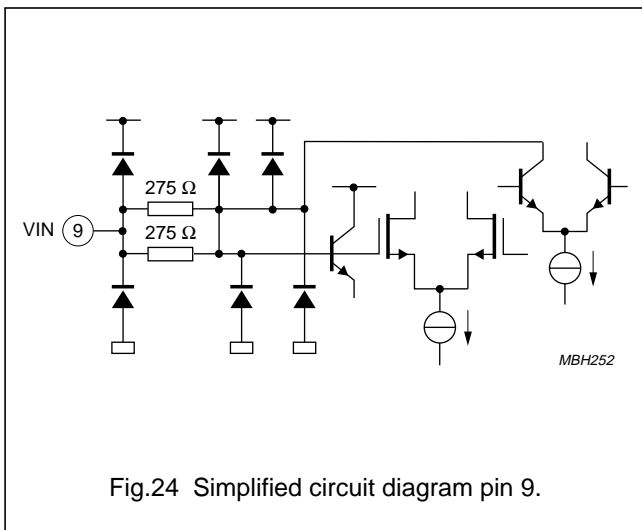 275 Ω
VIN 9
275 Ω
MBH252
Fig.24 Simplified circuit diagram pin 9.